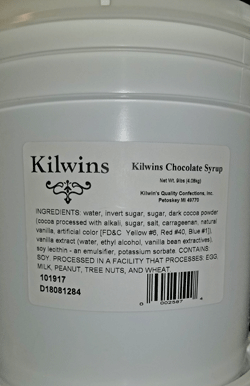 Kilwins
Kilwins Chocolate Syrup
Net Wt. 9lbs (4.08kg)
Kilwin's Quality Confections, Inc.
Petoskey MI 49770
INGREDIENTS: water, invert sugar, sugar, dark cocoa powder
(cocoa processed with alkali, sugar, salt, carrageenan, natural
vanilla, artificial color [FD&C Yellow #6, Red #40, Blue #1]),
vanilla extract (water, ethyl alcohol, vanilla bean extractives),
soy lecithin - an emulsifier, potassium sorbate. CONTAINS:
SOY. PROCESSED IN A FACILITY THAT PROCESSES: EGG,
MILK, PEANUT, TREE NUTS, AND WHEAT.
101917
D18081284
0 003587